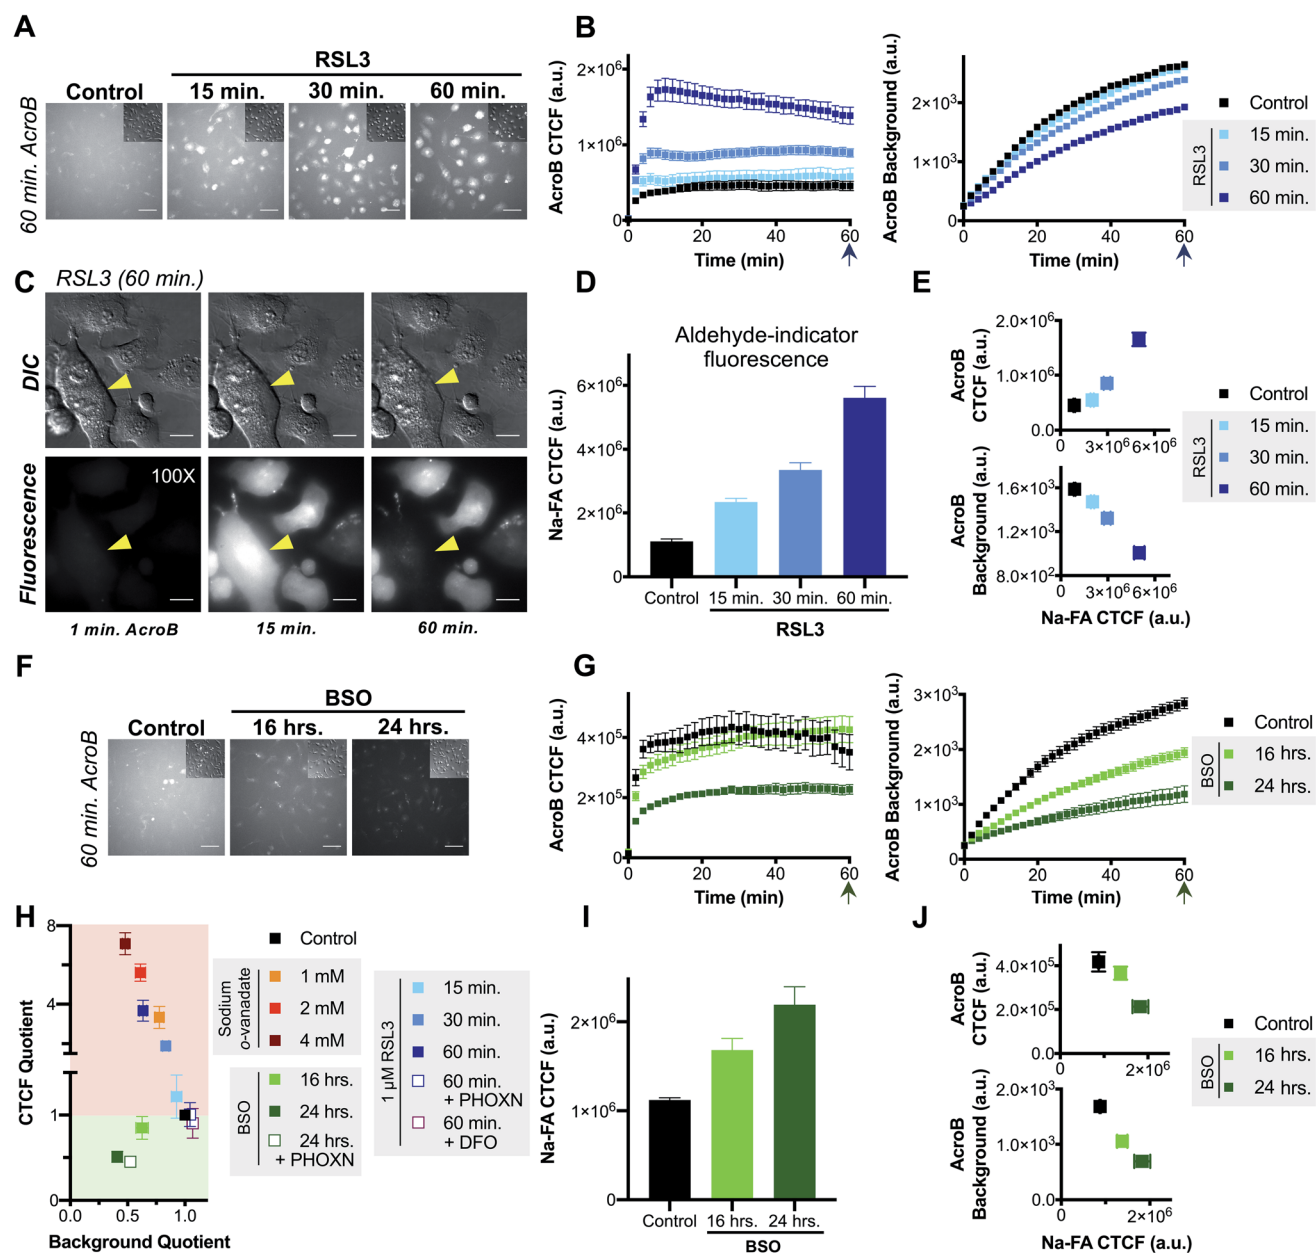 A
RSL3
Control
15 min.
30 min.
60 min.
60 min. AcroB
B
AcroB CTCF (a.u.)
2×10⁶
1×10⁶
0
0
20
40
60
Time (min)
AcroB Background (a.u.)
2×10³
1×10³
0
0
20
40
60
Time (min)
Control
RSL3
15 min.
30 min.
60 min.
C
RSL3 (60 min.)
DIC
Fluorescence
100X
1 min. AcroB
15 min.
60 min.
D
Aldehyde-indicator
fluorescence
Na-FA CTCF (a.u.)
6×10⁶
4×10⁶
2×10⁶
0
Control
15 min.
30 min.
60 min.
RSL3
E
AcroB
CTCF (a.u.)
2.0×10⁶
1.0×10⁶
0.0
0
3×10⁶
6×10⁶
AcroB
Background (a.u.)
1.6×10³
1.2×10³
8.0×10²
0
3×10⁶
6×10⁶
Na-FA CTCF (a.u.)
Control
RSL3
15 min.
30 min.
60 min.
F
BSO
Control
16 hrs.
24 hrs.
60 min. AcroB
G
AcroB CTCF (a.u.)
4×10⁵
2×10⁵
0
0
20
40
60
Time (min)
AcroB Background (a.u.)
3×10³
2×10³
1×10³
0
0
20
40
60
Time (min)
Control
BSO
16 hrs.
24 hrs.
H
CTCF Quotient
8
4
1
0
0.0
0.5
1.0
Background Quotient
Control
Sodium
o-vanadate
1 mM
2 mM
4 mM
BSO
16 hrs.
24 hrs.
24 hrs.
+ PHOXN
1 µM RSL3
15 min.
30 min.
60 min.
60 min.
+ PHOXN
60 min.
+ DFO
I
Na-FA CTCF (a.u.)
2×10⁶
1×10⁶
0
Control
16 hrs.
24 hrs.
BSO
J
AcroB
CTCF (a.u.)
4.0×10⁵
2.0×10⁵
0.0
0
2×10⁶
AcroB
Background (a.u.)
2.0×10³
1.0×10³
0.0
0
2×10⁶
Na-FA CTCF (a.u.)
Control
BSO
16 hrs.
24 hrs.